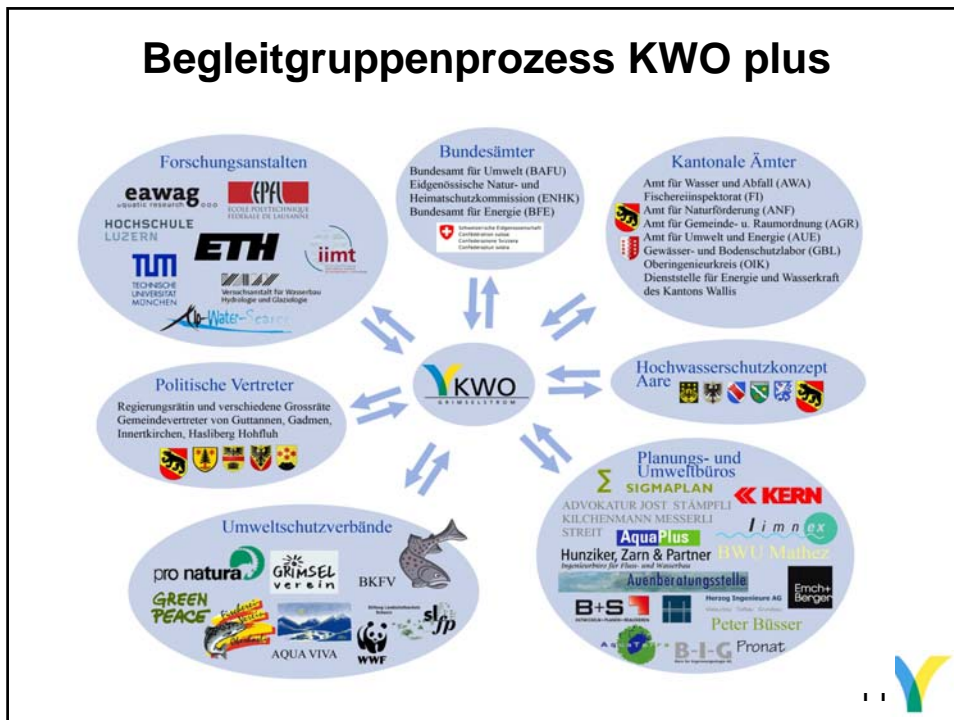 Begleitgruppenprozess KWO plus
Forschungsanstalten
eawag
aquatic research
EPFL
ECOLE POLYTECHNIQUE
FEDERALE DE LAUSANNE
HOCHSCHULE
LUZERN
ETH
iimt
TUM
TECHNISCHE
UNIVERSITÄT
MÜNCHEN
VAW
Versuchsanstalt für Wasserbau
Hydrologie und Glaziologie
Bundesämter
Bundesamt für Umwelt (BAFU)
Eidgenössische Natur- und
Heimatschutzkommission (ENHK)
Bundesamt für Energie (BFE)
Schweizerische Eidgenossenschaft
Confédération suisse
Confederazione Svizzera
Confederaziun svizra
Kantonale Ämter
Amt für Wasser und Abfall (AWA)
Fischereiinspektorat (FI)
Amt für Naturförderung (ANF)
Amt für Gemeinde- u. Raumordnung (AGR)
Amt für Umwelt und Energie (AUE)
Gewässer- und Bodenschutzlabor (GBL)
Oberingenieurkreis (OIK)
Dienststelle für Energie und Wasserkraft
des Kantons Wallis
Politische Vertreter
Regierungsrätin und verschiedene Grossräte
Gemeindevertreter von Guttannen, Gadmen,
Innertkirchen, Hasliberg Hohfluh
KWO
GRIMSELSTROM
Hochwasserschutzkonzept
Aare
Umweltschutzverbände
pro natura
GRIMSEL
verein
BKFV
GREEN
PEACE
AQUA VIVA
WWF
Planungs- und
Umweltbüros
Σ SIGMAPLAN
KERN
ADVOKATUR JOST STÄMPFLI
KILCHENMANN MESSERLI
STREIT
limnex
AquaPlus
BWU Mathez
Hunziker, Zarn & Partner
Ingenieurbüro für Fluss- und Wasserbau
Auenberatungsstelle
Emch+
Berger
B+S
Herzog Ingenieure AG
Peter Büsser
AquaTerra
B-I-G
Pronat